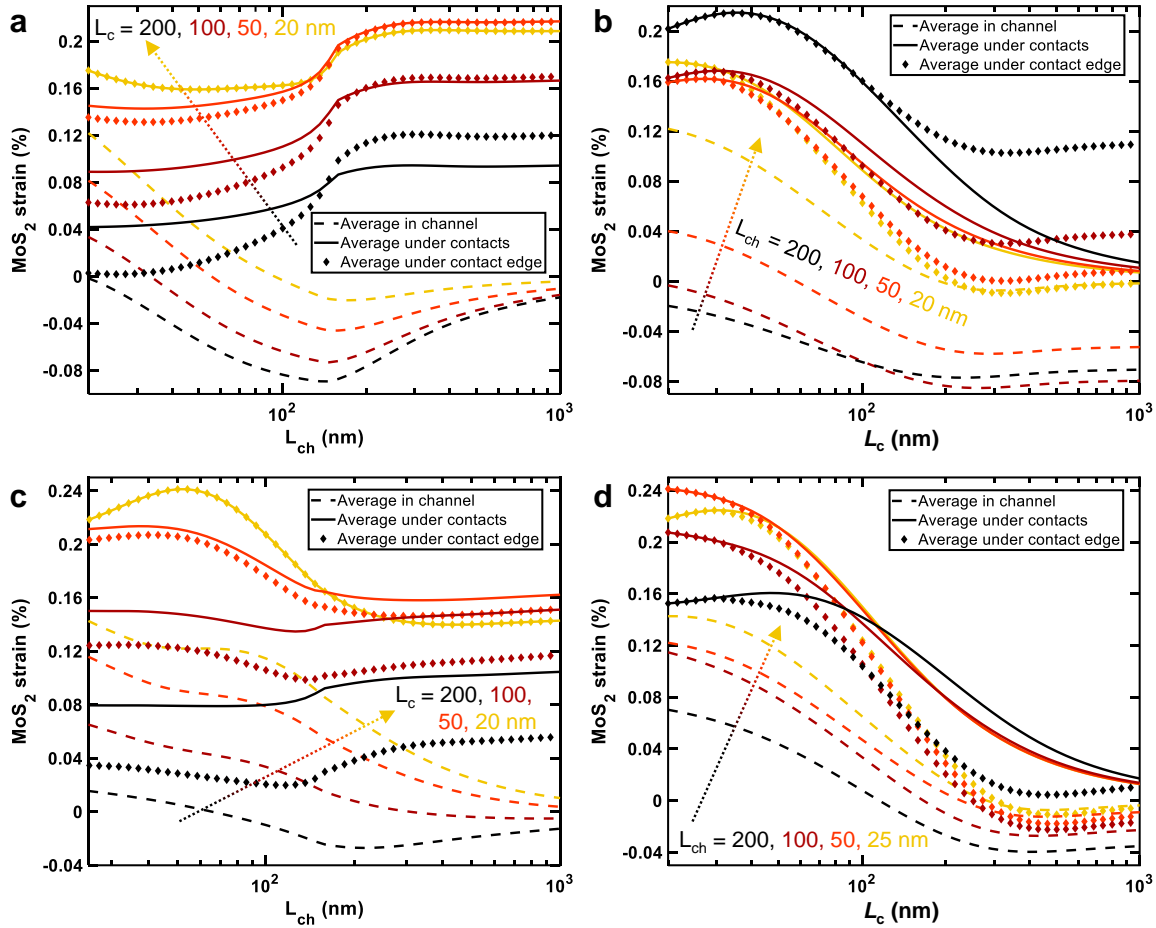 a
L_c = 200, 100, 50, 20 nm
MoS_2 strain (%)
0.2
0.16
0.12
0.08
0.04
0
-0.04
-0.08
Average in channel
Average under contacts
Average under contact edge
10^2
10^3
L_ch (nm)
b
MoS_2 strain (%)
0.2
0.16
0.12
0.08
0.04
0
-0.04
-0.08
Average in channel
Average under contacts
Average under contact edge
L_ch = 200, 100, 50, 20 nm
10^2
10^3
L_c (nm)
c
MoS_2 strain (%)
0.24
0.2
0.16
0.12
0.08
0.04
0
-0.04
Average in channel
Average under contacts
Average under contact edge
L_c = 200, 100,
50, 20 nm
10^2
10^3
L_ch (nm)
d
MoS_2 strain (%)
0.24
0.2
0.16
0.12
0.08
0.04
0
-0.04
Average in channel
Average under contacts
Average under contact edge
L_ch = 200, 100, 50, 25 nm
10^2
10^3
L_c (nm)